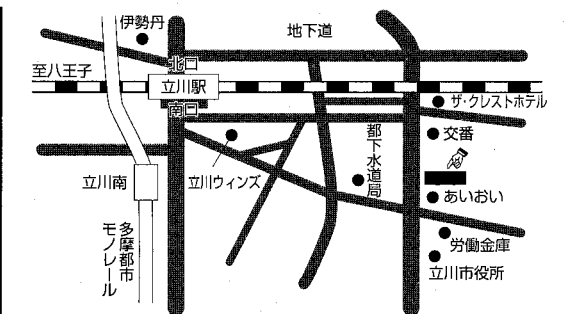 伊勢丹
地下道
北口
至八王子
立川駅
南口
ザ・クレストホテル
交番
都下水道局
立川南
立川ウィンズ
あいおい
多摩都市
モノレール
労働金庫
立川市役所